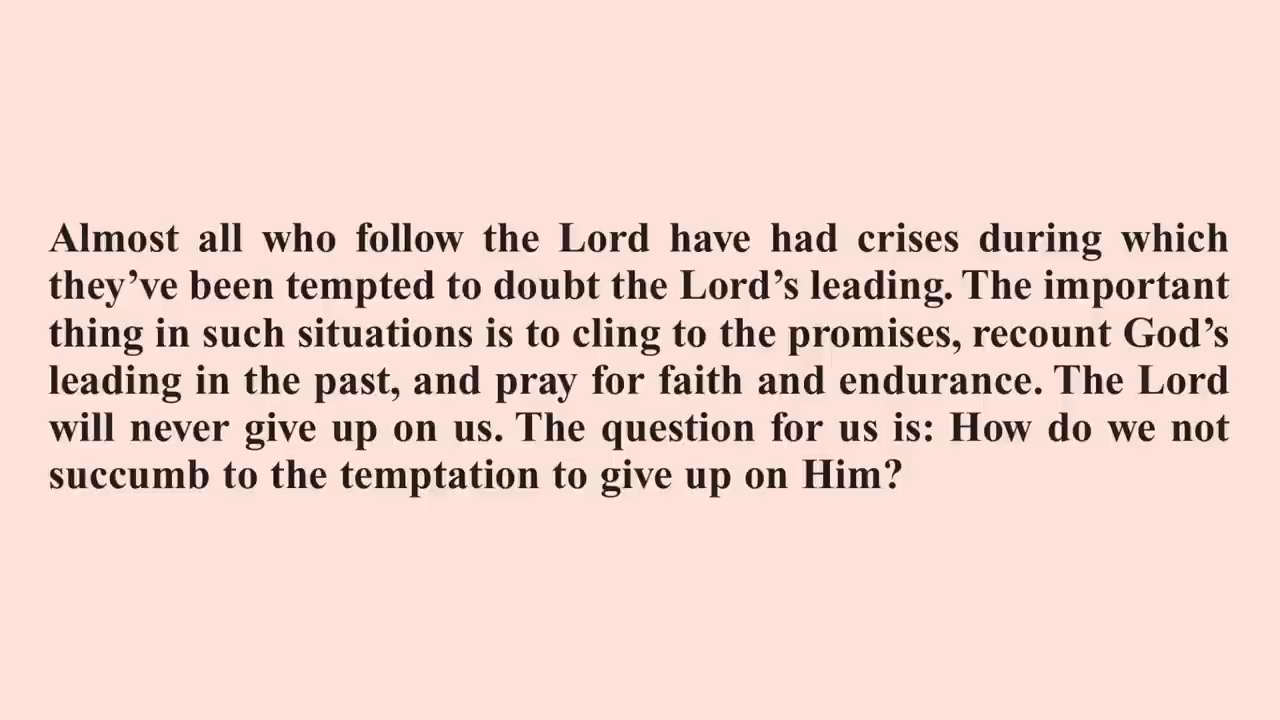 Almost all who follow the Lord have had crises during which
they’ve been tempted to doubt the Lord’s leading. The important
thing in such situations is to cling to the promises, recount God’s
leading in the past, and pray for faith and endurance. The Lord
will never give up on us. The question for us is: How do we not
succumb to the temptation to give up on Him?